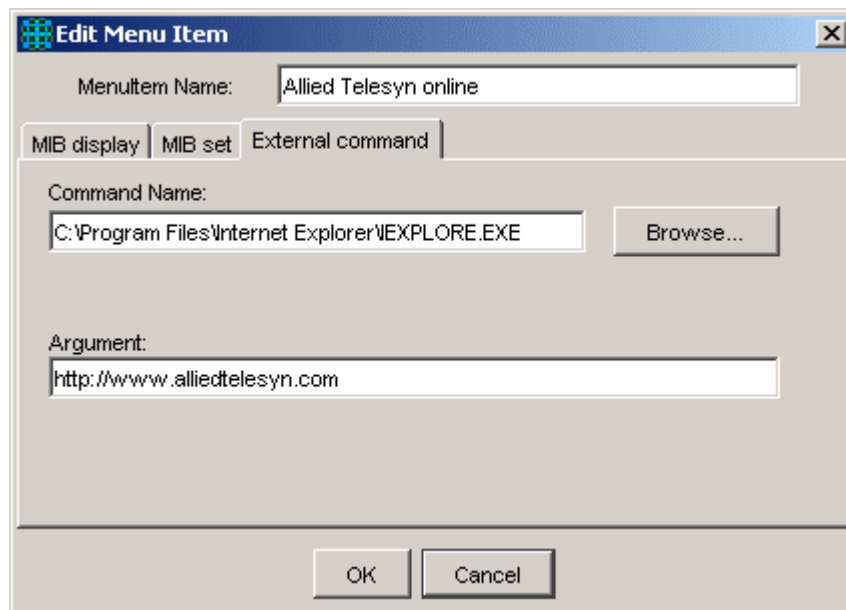 Edit Menu Item
MenuItem Name: Allied Telesyn online
MIB display MIB set External command
Command Name:
C:\Program Files\Internet Explorer\IEXPLORE.EXE Browse...
Argument:
http://www.alliedtelesyn.com
OK Cancel